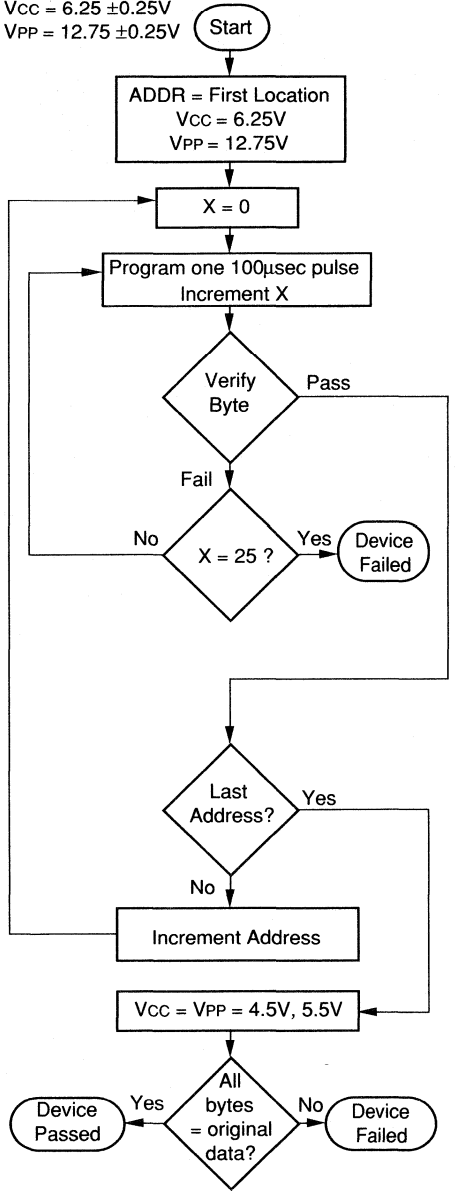 VCC = 6.25 ±0.25V
VPP = 12.75 ±0.25V
Start
ADDR = First Location
VCC = 6.25V
VPP = 12.75V
X = 0
Program one 100µsec pulse
Increment X
Verify
Byte
Pass
Fail
No
X = 25 ?
Yes
Device
Failed
Last
Address?
Yes
No
Increment Address
VCC = VPP = 4.5V, 5.5V
All
bytes
= original
data?
Yes
Device
Passed
No
Device
Failed